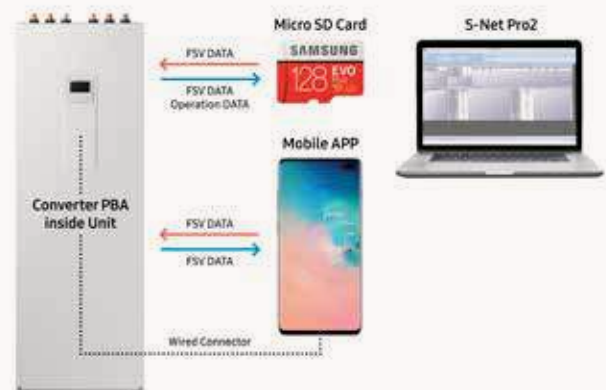 Micro SD Card
S-Net Pro2
FSV DATA
SAMSUNG
128 EVO
FSV DATA
Operation DATA
Mobile APP
Converter PBA
inside Unit
FSV DATA
FSV DATA
Wired Connector